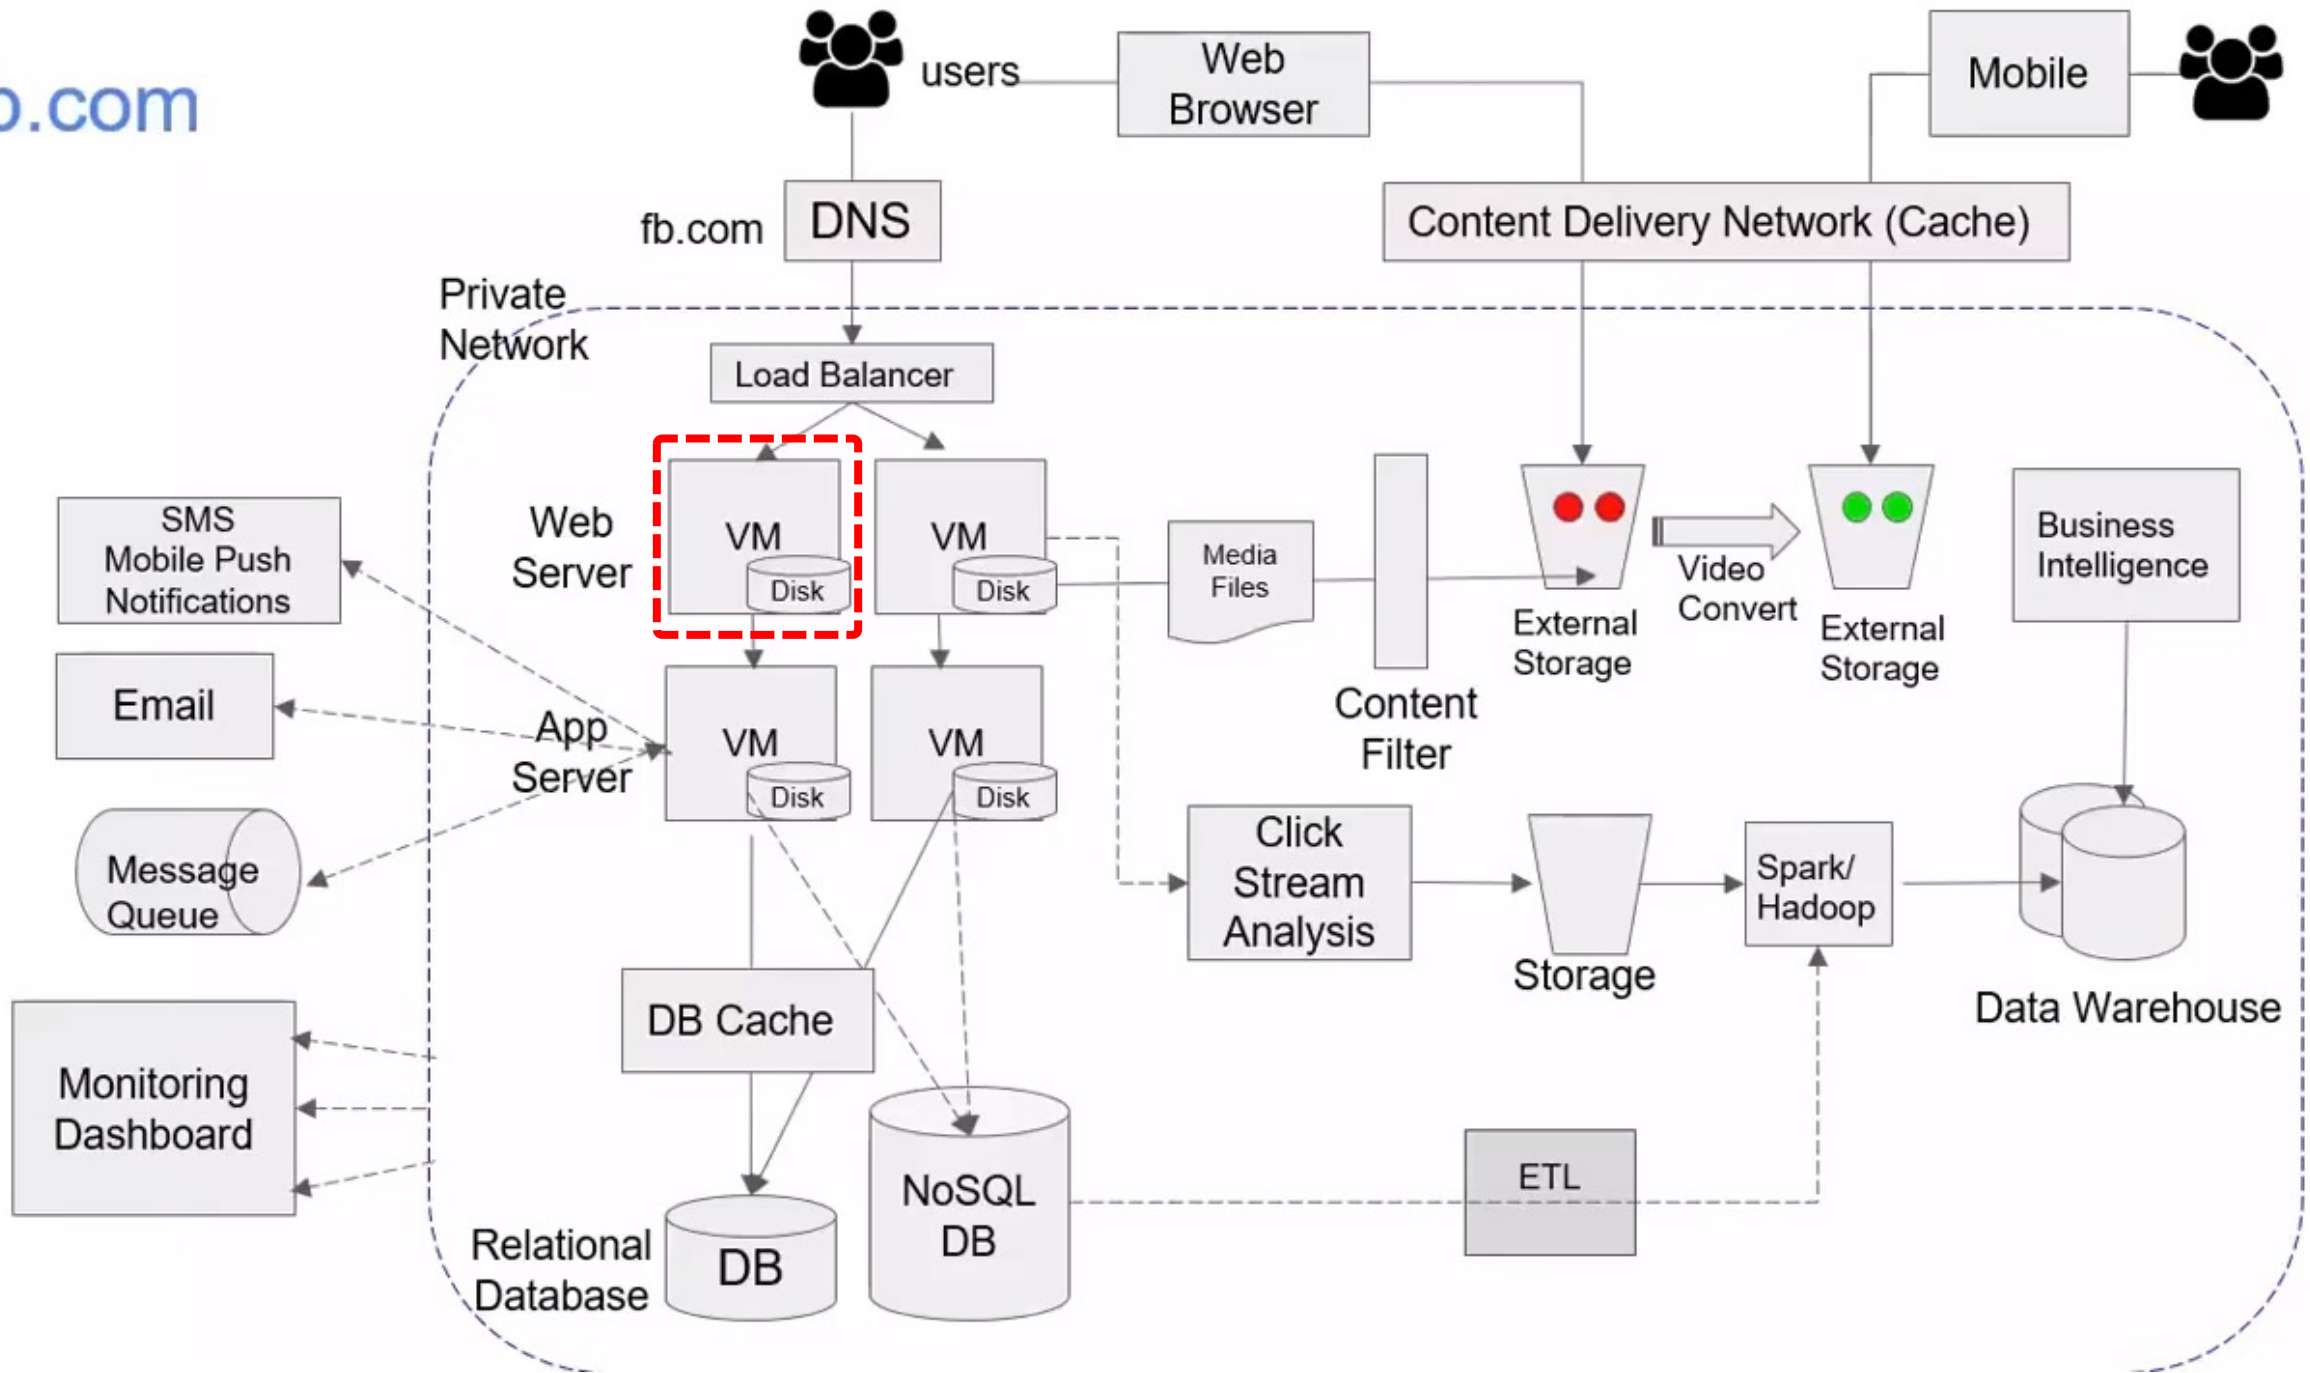 users
Web
Browser
Mobile
b.com
fb.com
DNS
Content Delivery Network (Cache)
Private
Network
Load Balancer
Web
Server
VM
Disk
VM
Disk
SMS
Mobile Push
Notifications
Media
Files
Video
Convert
External
Storage
External
Storage
Business
Intelligence
Content
Filter
Email
App
Server
VM
Disk
VM
Disk
Message
Queue
Click
Stream
Analysis
Storage
Spark/
Hadoop
Data Warehouse
DB Cache
Monitoring
Dashboard
NoSQL
DB
ETL
Relational
Database
DB